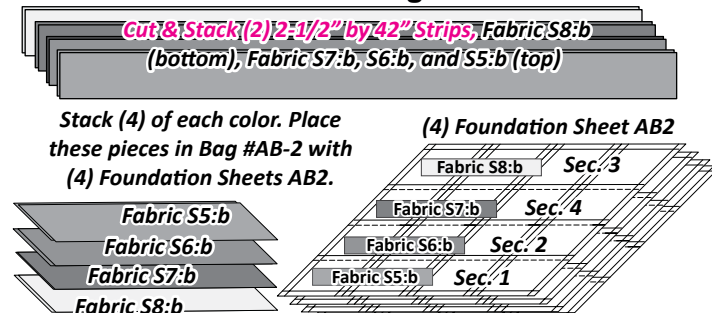 Cut & Stack (2) 2-1/2” by 42” Strips, Fabric S8:b
(bottom), Fabric S7:b, S6:b, and S5:b (top)
Stack (4) of each color. Place
these pieces in Bag #AB-2 with
(4) Foundation Sheets AB2.
Fabric S5:b
Fabric S6:b
Fabric S7:b
Fabric S8:b
(4) Foundation Sheet AB2
Fabric S8:b Sec. 3
Fabric S7:b Sec. 4
Fabric S6:b Sec. 2
Fabric S5:b Sec. 1